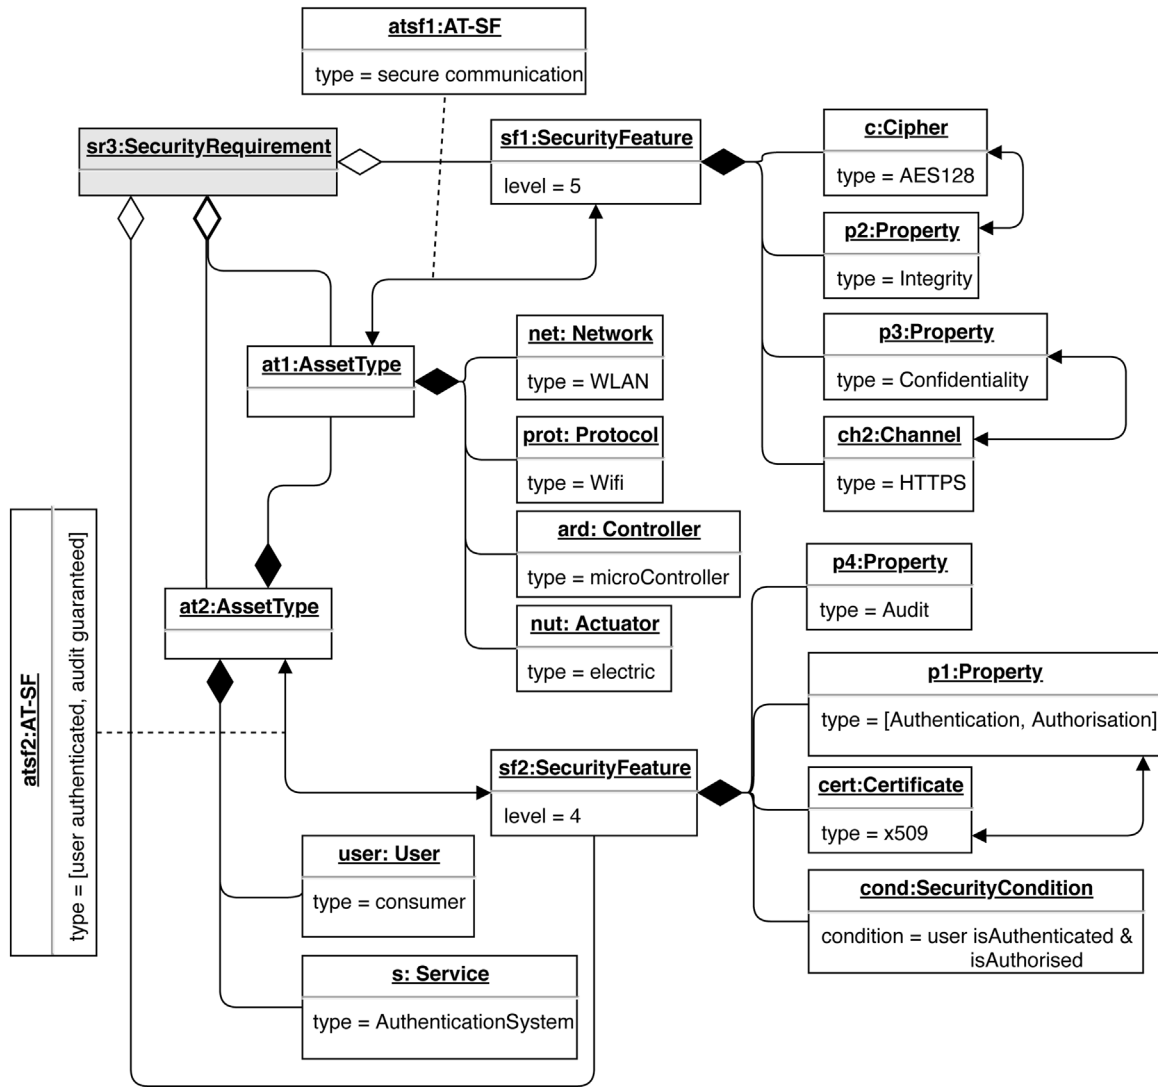 atsf1:AT-SF
type = secure communication
sr3:SecurityRequirement
sf1:SecurityFeature
level = 5
c:Cipher
type = AES128
p2:Property
type = Integrity
p3:Property
type = Confidentiality
ch2:Channel
type = HTTPS
at1:AssetType
net: Network
type = WLAN
prot: Protocol
type = Wifi
ard: Controller
type = microController
nut: Actuator
type = electric
at2:AssetType
atsf2:AT-SF
type = [user authenticated, audit guaranteed]
p4:Property
type = Audit
p1:Property
type = [Authentication, Authorisation]
sf2:SecurityFeature
level = 4
cert:Certificate
type = x509
cond:SecurityCondition
condition = user isAuthenticated &
isAuthorised
user: User
type = consumer
s: Service
type = AuthenticationSystem